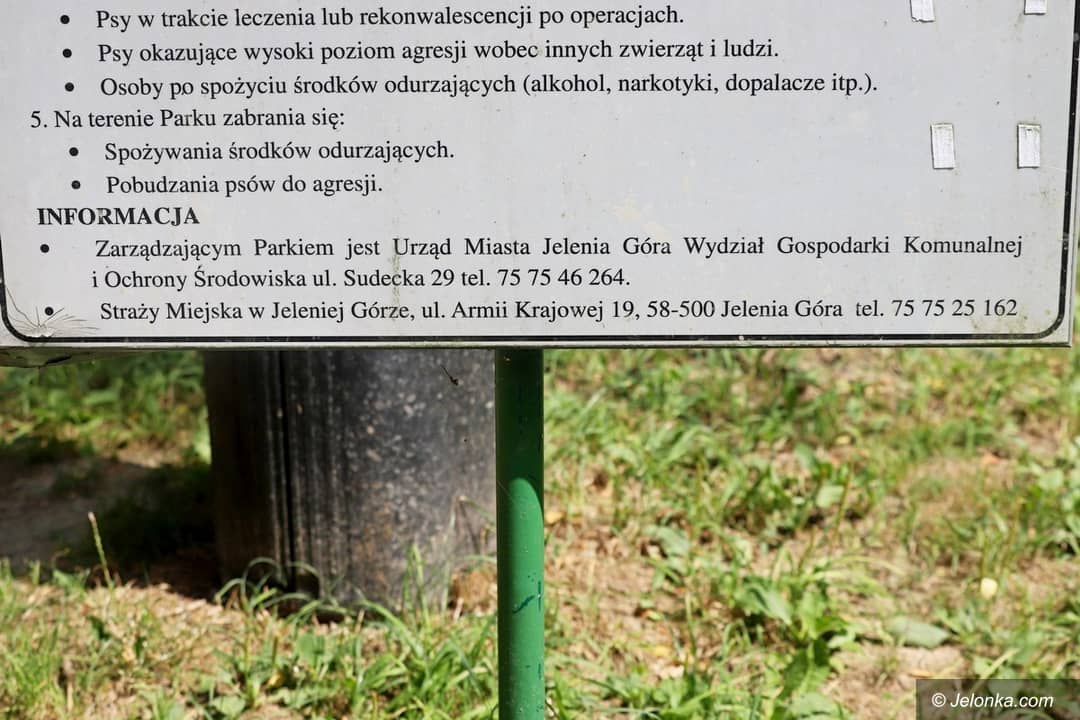 • Psy w trakcie leczenia lub rekonwalescencji po operacjach.
• Psy okazujące wysoki poziom agresji wobec innych zwierząt i ludzi.
• Osoby po spożyciu środków odurzających (alkohol, narkotyki, dopalacze itp.).
5. Na terenie Parku zabrania się:
• Spożywania środków odurzających.
• Pobudzania psów do agresji.
INFORMACJA
• Zarządzającym Parkiem jest Urząd Miasta Jelenia Góra Wydział Gospodarki Komunalnej
i Ochrony Środowiska ul. Sudecka 29 tel. 75 75 46 264.
• Straży Miejska w Jeleniej Górze, ul. Armii Krajowej 19, 58-500 Jelenia Góra tel. 75 75 25 162
© Jelonka.com